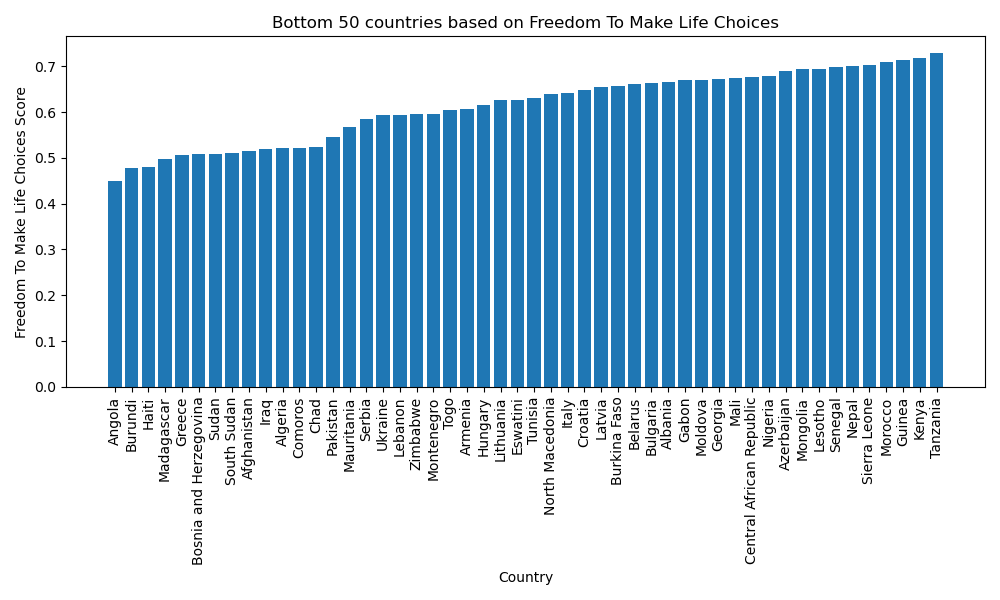 Bottom 50 countries based on Freedom To Make Life Choices
Freedom To Make Life Choices Score
0.7
0.6
0.5
0.4
0.3
0.2
0.1
0.0
Angola
Burundi
Haiti
Madagascar
Greece
Bosnia and Herzegovina
Sudan
South Sudan
Afghanistan
Iraq
Algeria
Comoros
Chad
Pakistan
Mauritania
Serbia
Ukraine
Lebanon
Zimbabwe
Montenegro
Togo
Armenia
Hungary
Lithuania
Eswatini
Tunisia
North Macedonia
Italy
Croatia
Latvia
Burkina Faso
Belarus
Bulgaria
Albania
Gabon
Moldova
Georgia
Mali
Central African Republic
Nigeria
Azerbaijan
Mongolia
Lesotho
Senegal
Nepal
Sierra Leone
Morocco
Guinea
Kenya
Tanzania
Country